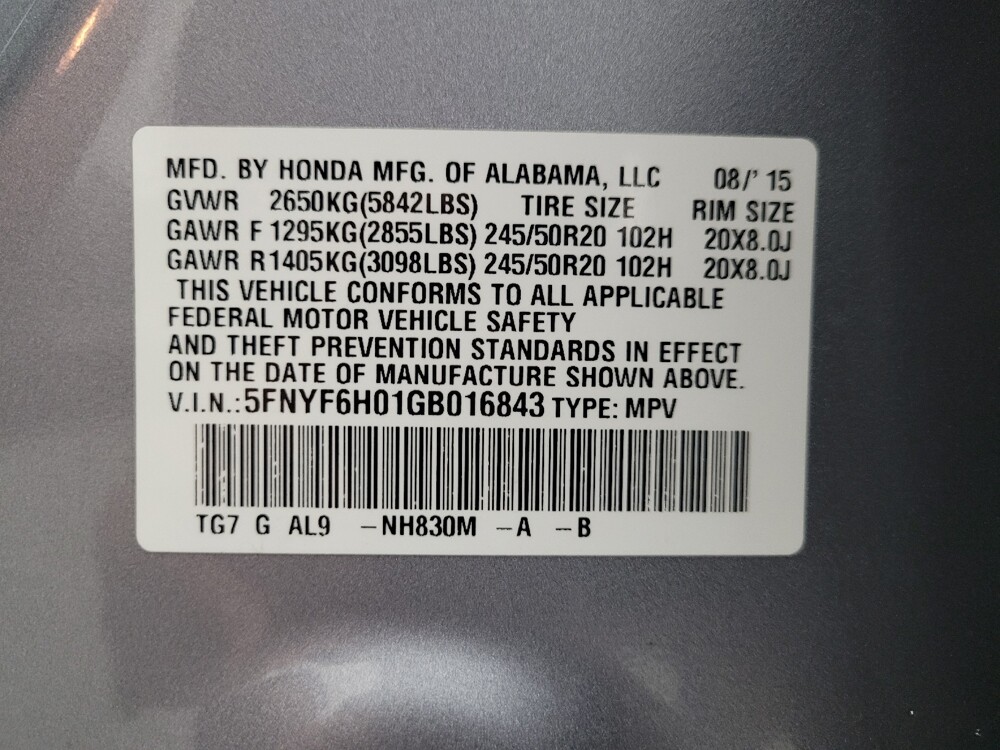 MFD. BY HONDA MFG. OF ALABAMA, LLC 08/' 15
GVWR 2650KG(5842LBS) TIRE SIZE RIM SIZE
GAWR F 1295KG(2855LBS) 245/50R20 102H 20X8.0J
GAWR R1405KG(3098LBS) 245/50R20 102H 20X8.0J
THIS VEHICLE CONFORMS TO ALL APPLICABLE
FEDERAL MOTOR VEHICLE SAFETY
AND THEFT PREVENTION STANDARDS IN EFFECT
ON THE DATE OF MANUFACTURE SHOWN ABOVE.
V.I.N.:5FNYF6H01GB016843 TYPE: MPV
TG7 G AL9 –NH830M –A –B